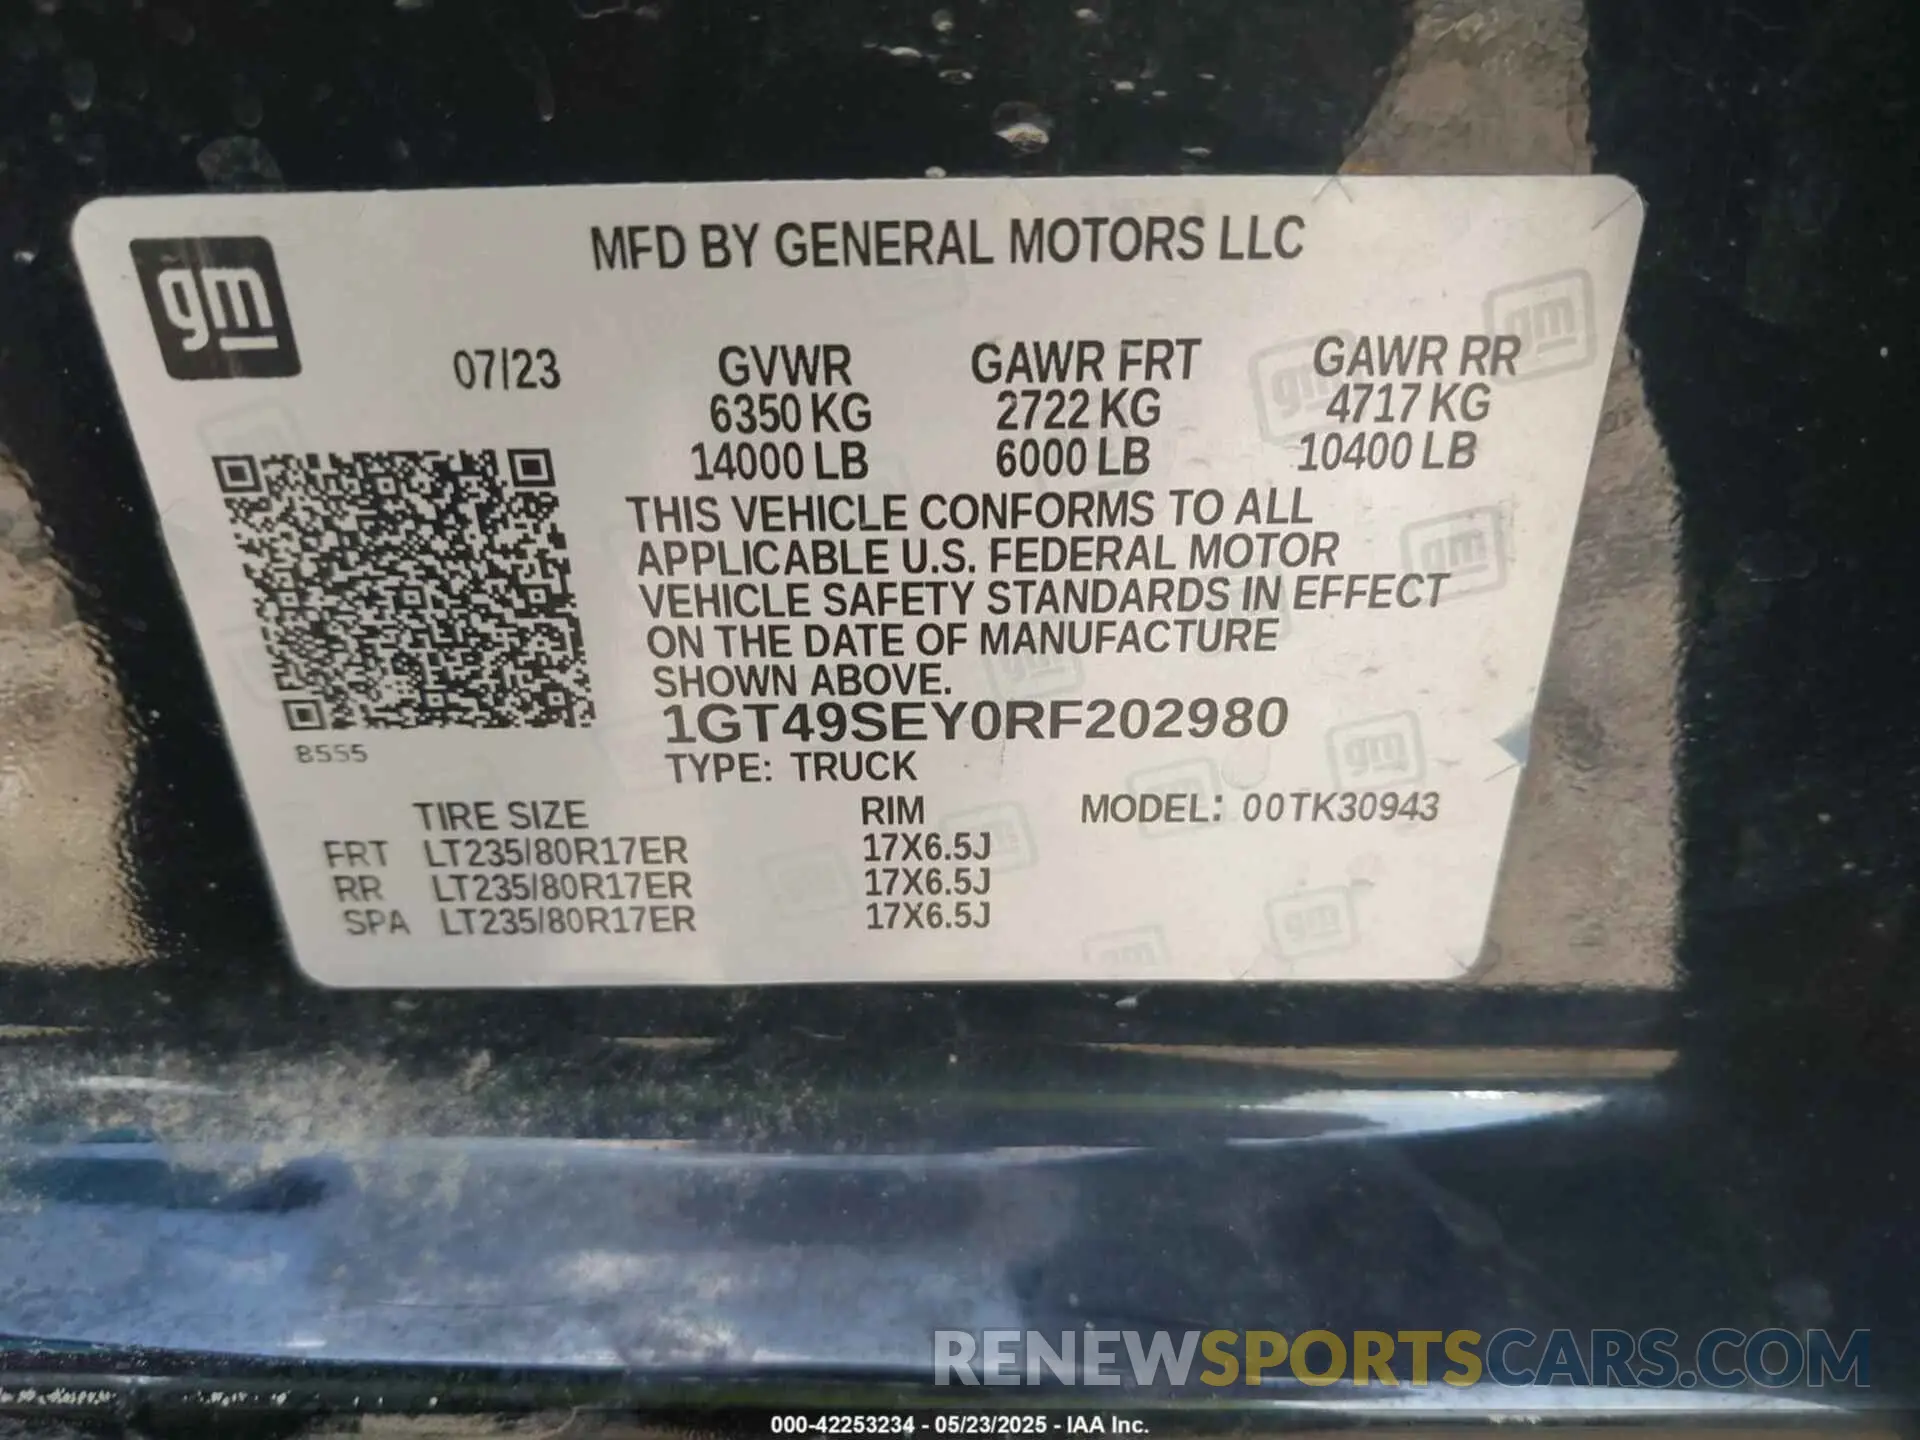 MFD BY GENERAL MOTORS LLC
gm
07/23 GVWR GAWR FRT GAWR RR
6350 KG 2722 KG 4717 KG
14000 LB 6000 LB 10400 LB
THIS VEHICLE CONFORMS TO ALL
APPLICABLE U.S. FEDERAL MOTOR
VEHICLE SAFETY STANDARDS IN EFFECT
ON THE DATE OF MANUFACTURE
SHOWN ABOVE.
1GT49SEY0RF202980
8555
TYPE: TRUCK
TIRE SIZE RIM MODEL: 00TK30943
FRT LT235/80R17ER 17X6.5J
RR LT235/80R17ER 17X6.5J
SPA LT235/80R17ER 17X6.5J
RENEWSPORTSCARS.COM
000-42253234 - 05/23/2025 - IAA Inc.